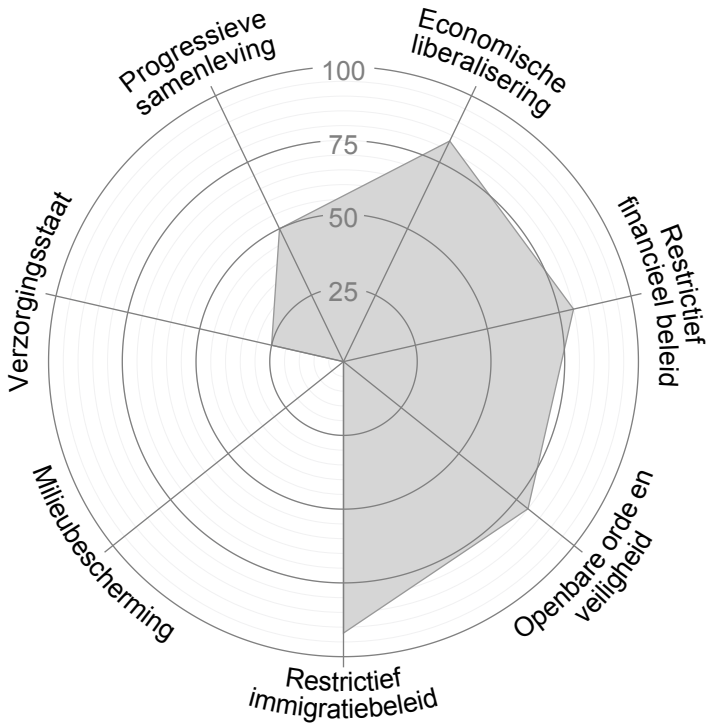 Progressieve
samenleving
Economische
liberalisering
100
75
50
25
Restrictief
financieel beleid
Verzorgingsstaat
Milieubescherming
Openbare orde en
veiligheid
Restrictief
immigratiebeleid